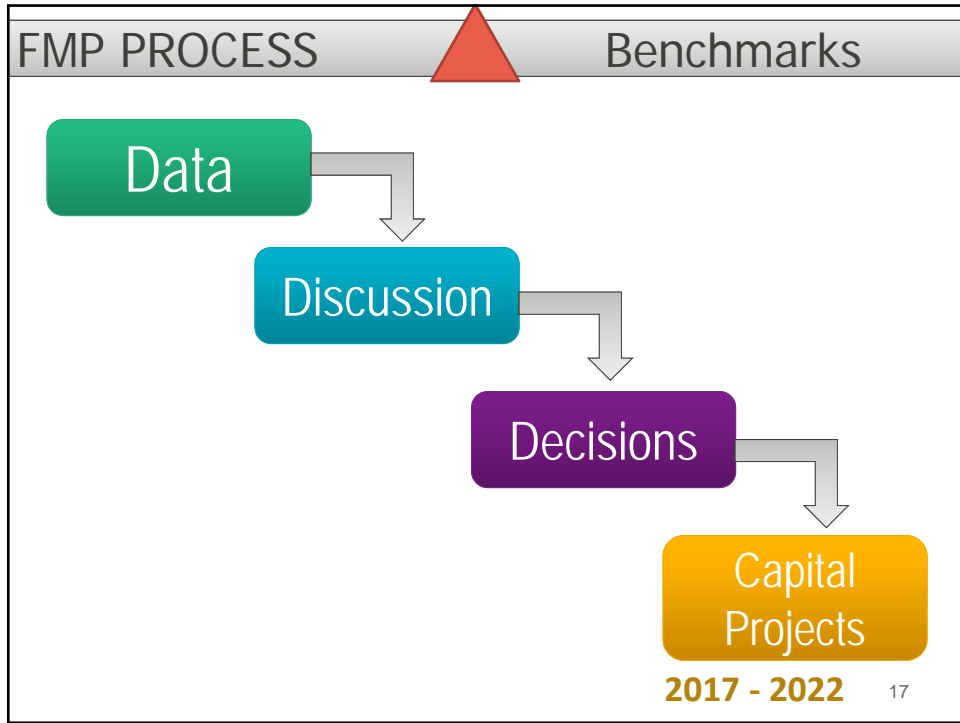 FMP PROCESS Benchmarks
Data
Discussion
Decisions
Capital
Projects
2017 - 2022 17